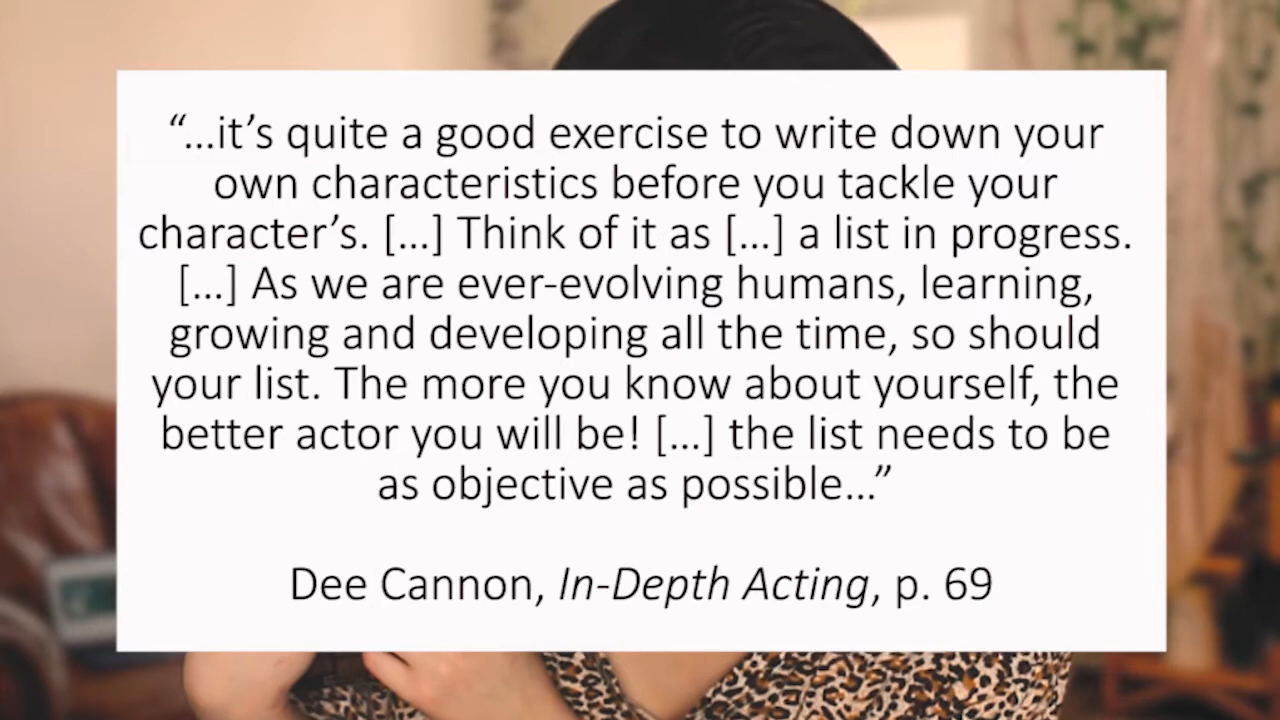 “…it’s quite a good exercise to write down your
own characteristics before you tackle your
character’s. […] Think of it as […] a list in progress.
[…] As we are ever-evolving humans, learning,
growing and developing all the time, so should
your list. The more you know about yourself, the
better actor you will be! […] the list needs to be
as objective as possible…”
Dee Cannon, In-Depth Acting, p. 69